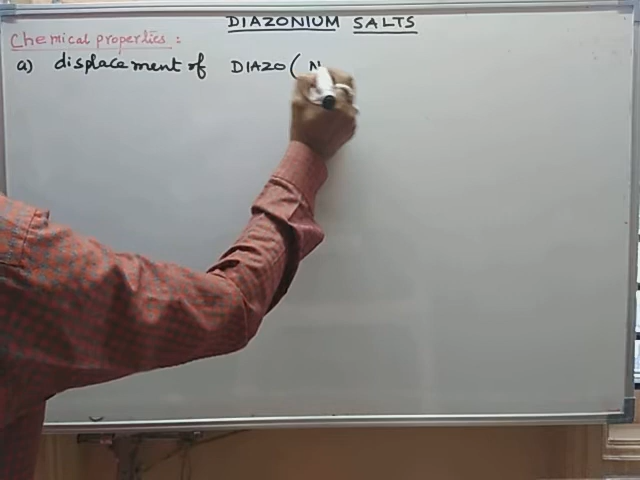 DIAZONIUM SALTS
Chemical properties :
a) displacement of DIAZO ( N